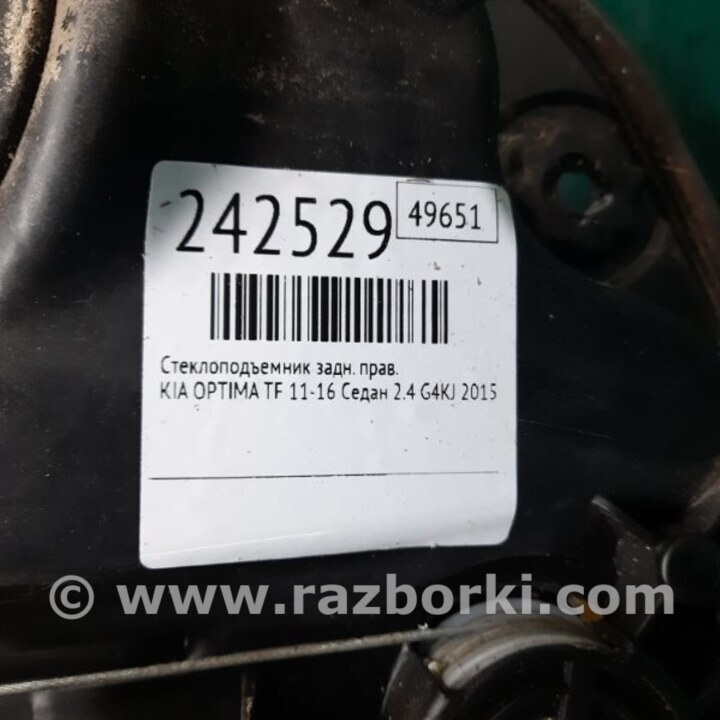 242529
49651
Стеклоподъемник задн. прав.
KIA OPTIMA TF 11-16 Седан 2.4 G4KJ 2015
© www.razborki.com